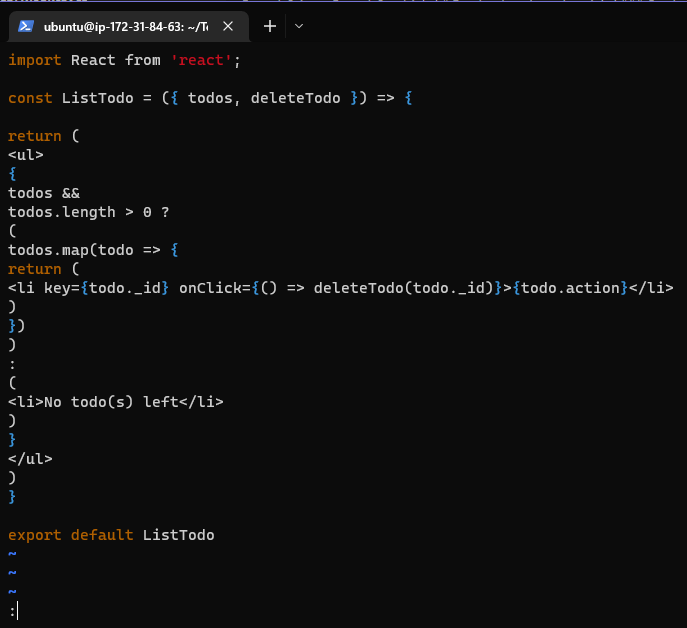 ubuntu@ip-172-31-84-63: ~/T
import React from 'react';
const ListTodo = ({ todos, deleteTodo }) => {
return (
<ul>
{
todos &&
todos.length > 0 ?
(
todos.map(todo => {
return (
<li key={todo._id} onClick={() => deleteTodo(todo._id)}>{todo.action}</li>
)
})
)
:
(
<li>No todo(s) left</li>
)
}
</ul>
)
}
export default ListTodo
~
~
~
: